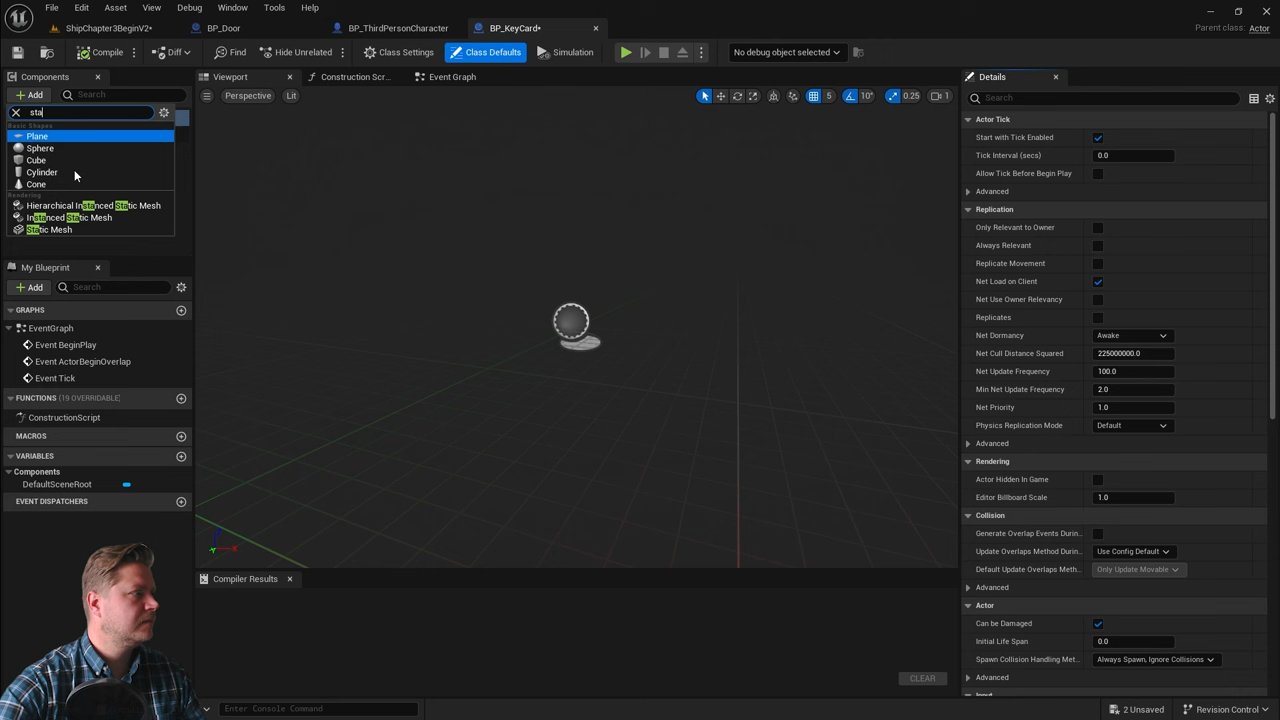 File Edit Asset View Debug Window Tools Help
Parent class: Actor
ShipChapter3BeginV2* BP_Door BP_ThirdPersonCharacter BP_KeyCard*
Compile Diff Find Hide Unrelated Class Settings Class Defaults Simulation No debug object selected
Components Viewport Construction Scr... Event Graph Details
Add Search
Perspective Lit 5 10° 0.25 1
Search
sta
Basic Shapes
Plane
Sphere
Cube
Cylinder
Cone
Rendering
Hierarchical Instanced Static Mesh
Instanced Static Mesh
Static Mesh
My Blueprint
Add Search
GRAPHS
EventGraph
Event BeginPlay
Event ActorBeginOverlap
Event Tick
FUNCTIONS (19 OVERRIDABLE)
ConstructionScript
MACROS
VARIABLES
Components
DefaultSceneRoot
EVENT DISPATCHERS
Compiler Results
CLEAR
Enter Console Command
Actor Tick
Start with Tick Enabled
Tick Interval (secs) 0.0
Allow Tick Before Begin Play
Advanced
Replication
Only Relevant to Owner
Always Relevant
Replicate Movement
Net Load on Client
Net Use Owner Relevancy
Replicates
Net Dormancy Awake
Net Cull Distance Squared 225000000.0
Net Update Frequency 100.0
Min Net Update Frequency 2.0
Net Priority 1.0
Physics Replication Mode Default
Advanced
Rendering
Actor Hidden In Game
Editor Billboard Scale 1.0
Collision
Generate Overlap Events Durin...
Update Overlaps Method Durin... Use Config Default
Default Update Overlaps Meth... Only Update Movable
Advanced
Actor
Can be Damaged
Initial Life Span 0.0
Spawn Collision Handling Met... Always Spawn, Ignore Collisions
Advanced
Input
2 Unsaved Revision Control